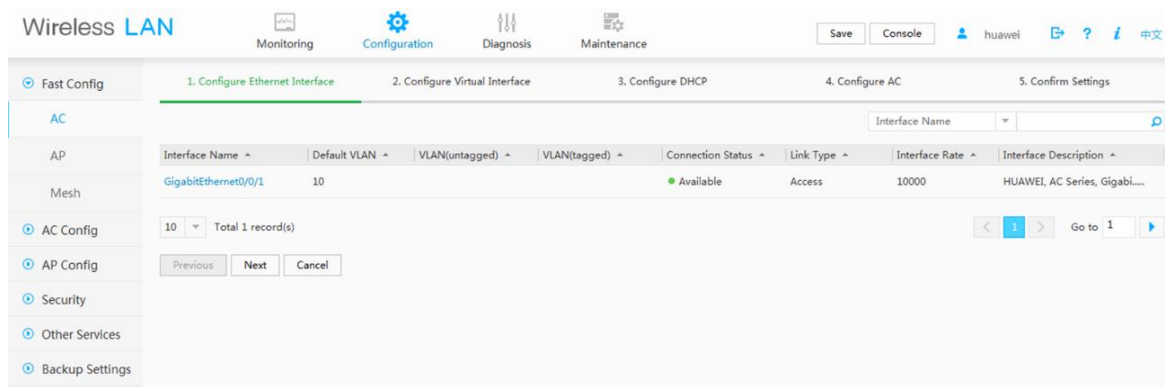 Wireless LAN
Monitoring
Configuration
Diagnosis
Maintenance
Save
Console
huawei
?
i
中文
Fast Config
AC
AP
Mesh
AC Config
AP Config
Security
Other Services
Backup Settings
1. Configure Ethernet Interface
2. Configure Virtual Interface
3. Configure DHCP
4. Configure AC
5. Confirm Settings
Interface Name
Interface Name Default VLAN VLAN(untagged) VLAN(tagged) Connection Status Link Type Interface Rate Interface Description
GigabitEthernet0/0/1 10 Available Access 10000 HUAWEI, AC Series, Gigabi.....
10 Total 1 record(s) < 1 > Go to 1
Previous Next Cancel